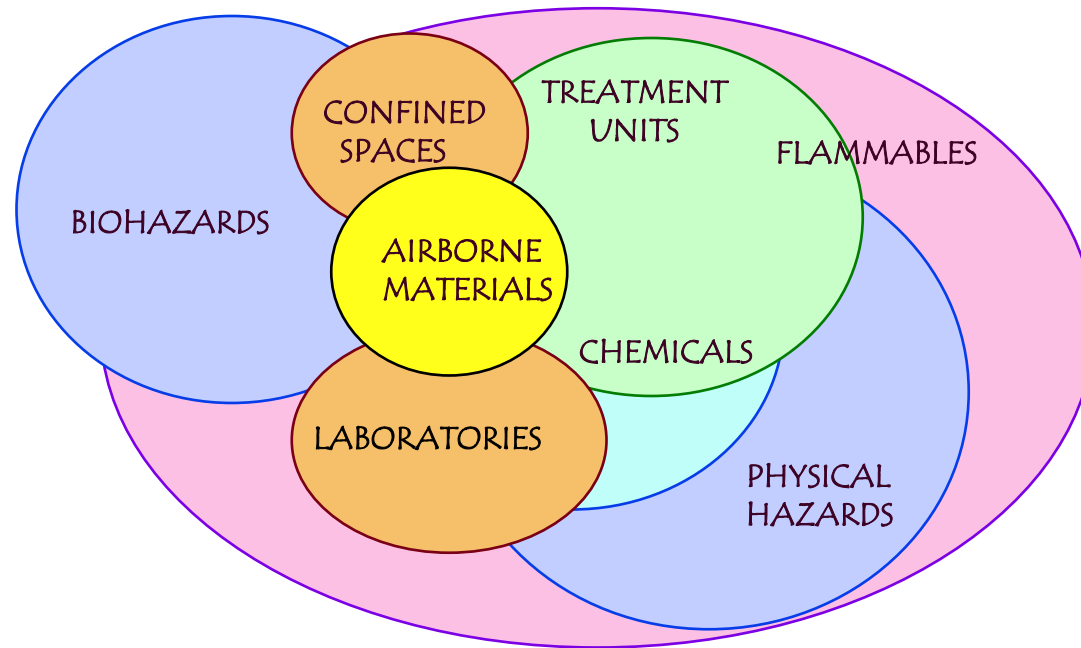 CONFINED
SPACES
TREATMENT
UNITS
FLAMMABLES
BIOHAZARDS
AIRBORNE
MATERIALS
CHEMICALS
LABORATORIES
PHYSICAL
HAZARDS